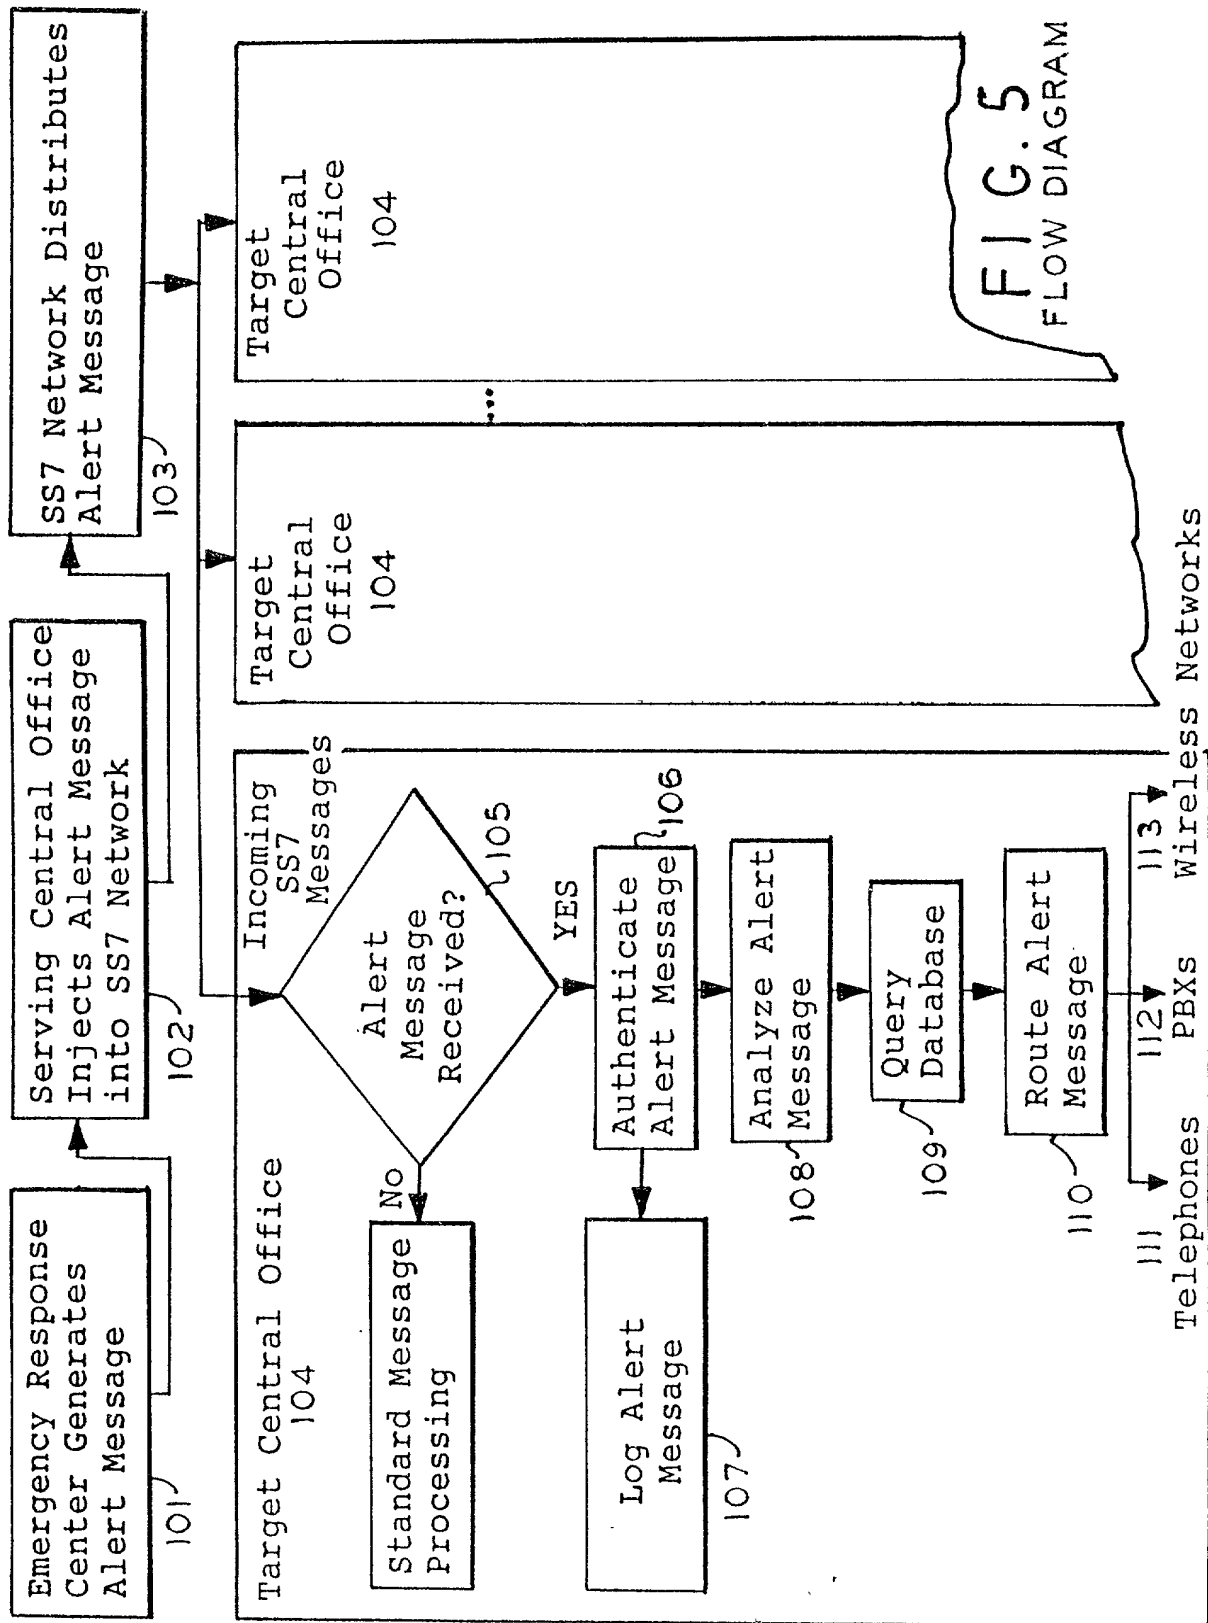 Emergency Response
Center Generates
Alert Message
101
Serving Central Office
Injects Alert Message
into SS7 Network
102
SS7 Network Distributes
Alert Message
103
Target Central Office
104
Incoming
SS7
Messages
Alert
Message
Received?
105
No
Standard Message
Processing
YES
Authenticate
Alert Message
106
Log Alert
Message
107
Analyze Alert
Message
108
Query
Database
109
Route Alert
Message
110
111
Telephones
112
PBXs
113
Wireless Networks
Target
Central
Office
104
....
Target
Central
Office
104
FIG. 5
FLOW DIAGRAM